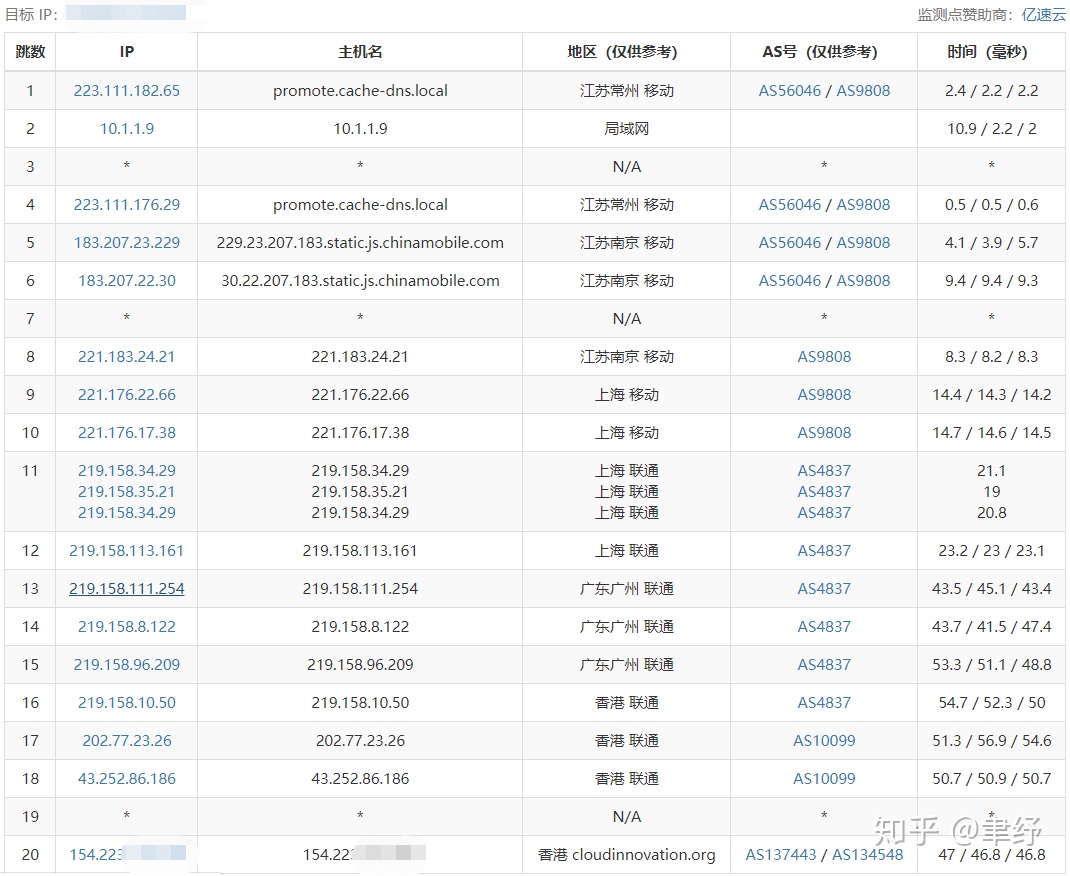 目标 IP：
监测点赞助商：亿速云
跳数 IP 主机名 地区（仅供参考） AS号（仅供参考） 时间（毫秒）
1 223.111.182.65 promote.cache-dns.local 江苏常州 移动 AS56046 / AS9808 2.4 / 2.2 / 2.2
2 10.1.1.9 10.1.1.9 局域网 10.9 / 2.2 / 2
3 * * N/A * *
4 223.111.176.29 promote.cache-dns.local 江苏常州 移动 AS56046 / AS9808 0.5 / 0.5 / 0.6
5 183.207.23.229 229.23.207.183.static.js.chinamobile.com 江苏南京 移动 AS56046 / AS9808 4.1 / 3.9 / 5.7
6 183.207.22.30 30.22.207.183.static.js.chinamobile.com 江苏南京 移动 AS56046 / AS9808 9.4 / 9.4 / 9.3
7 * * N/A * *
8 221.183.24.21 221.183.24.21 江苏南京 移动 AS9808 8.3 / 8.2 / 8.3
9 221.176.22.66 221.176.22.66 上海 移动 AS9808 14.4 / 14.3 / 14.2
10 221.176.17.38 221.176.17.38 上海 移动 AS9808 14.7 / 14.6 / 14.5
11 219.158.34.29 219.158.34.29 上海 联通 AS4837 21.1
219.158.35.21 219.158.35.21 上海 联通 AS4837 19
219.158.34.29 219.158.34.29 上海 联通 AS4837 20.8
12 219.158.113.161 219.158.113.161 上海 联通 AS4837 23.2 / 23 / 23.1
13 219.158.111.254 219.158.111.254 广东广州 联通 AS4837 43.5 / 45.1 / 43.4
14 219.158.8.122 219.158.8.122 广东广州 联通 AS4837 43.7 / 41.5 / 47.4
15 219.158.96.209 219.158.96.209 广东广州 联通 AS4837 53.3 / 51.1 / 48.8
16 219.158.10.50 219.158.10.50 香港 联通 AS4837 54.7 / 52.3 / 50
17 202.77.23.26 202.77.23.26 香港 联通 AS10099 51.3 / 56.9 / 54.6
18 43.252.86.186 43.252.86.186 香港 联通 AS10099 50.7 / 50.9 / 50.7
19 * * N/A * *
知乎 @聿纾
20 154.223 154.22 香港 cloudinnovation.org AS137443 / AS134548 47 / 46.8 / 46.8